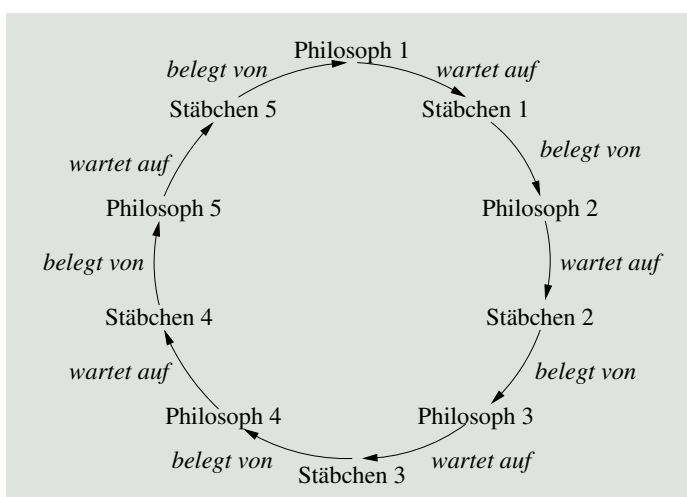 Philosoph 1
wartet auf
Stäbchen 1
belegt von
Philosoph 2
wartet auf
Stäbchen 2
belegt von
Philosoph 3
wartet auf
Stäbchen 3
belegt von
Philosoph 4
wartet auf
Stäbchen 4
belegt von
Philosoph 5
wartet auf
Stäbchen 5
belegt von